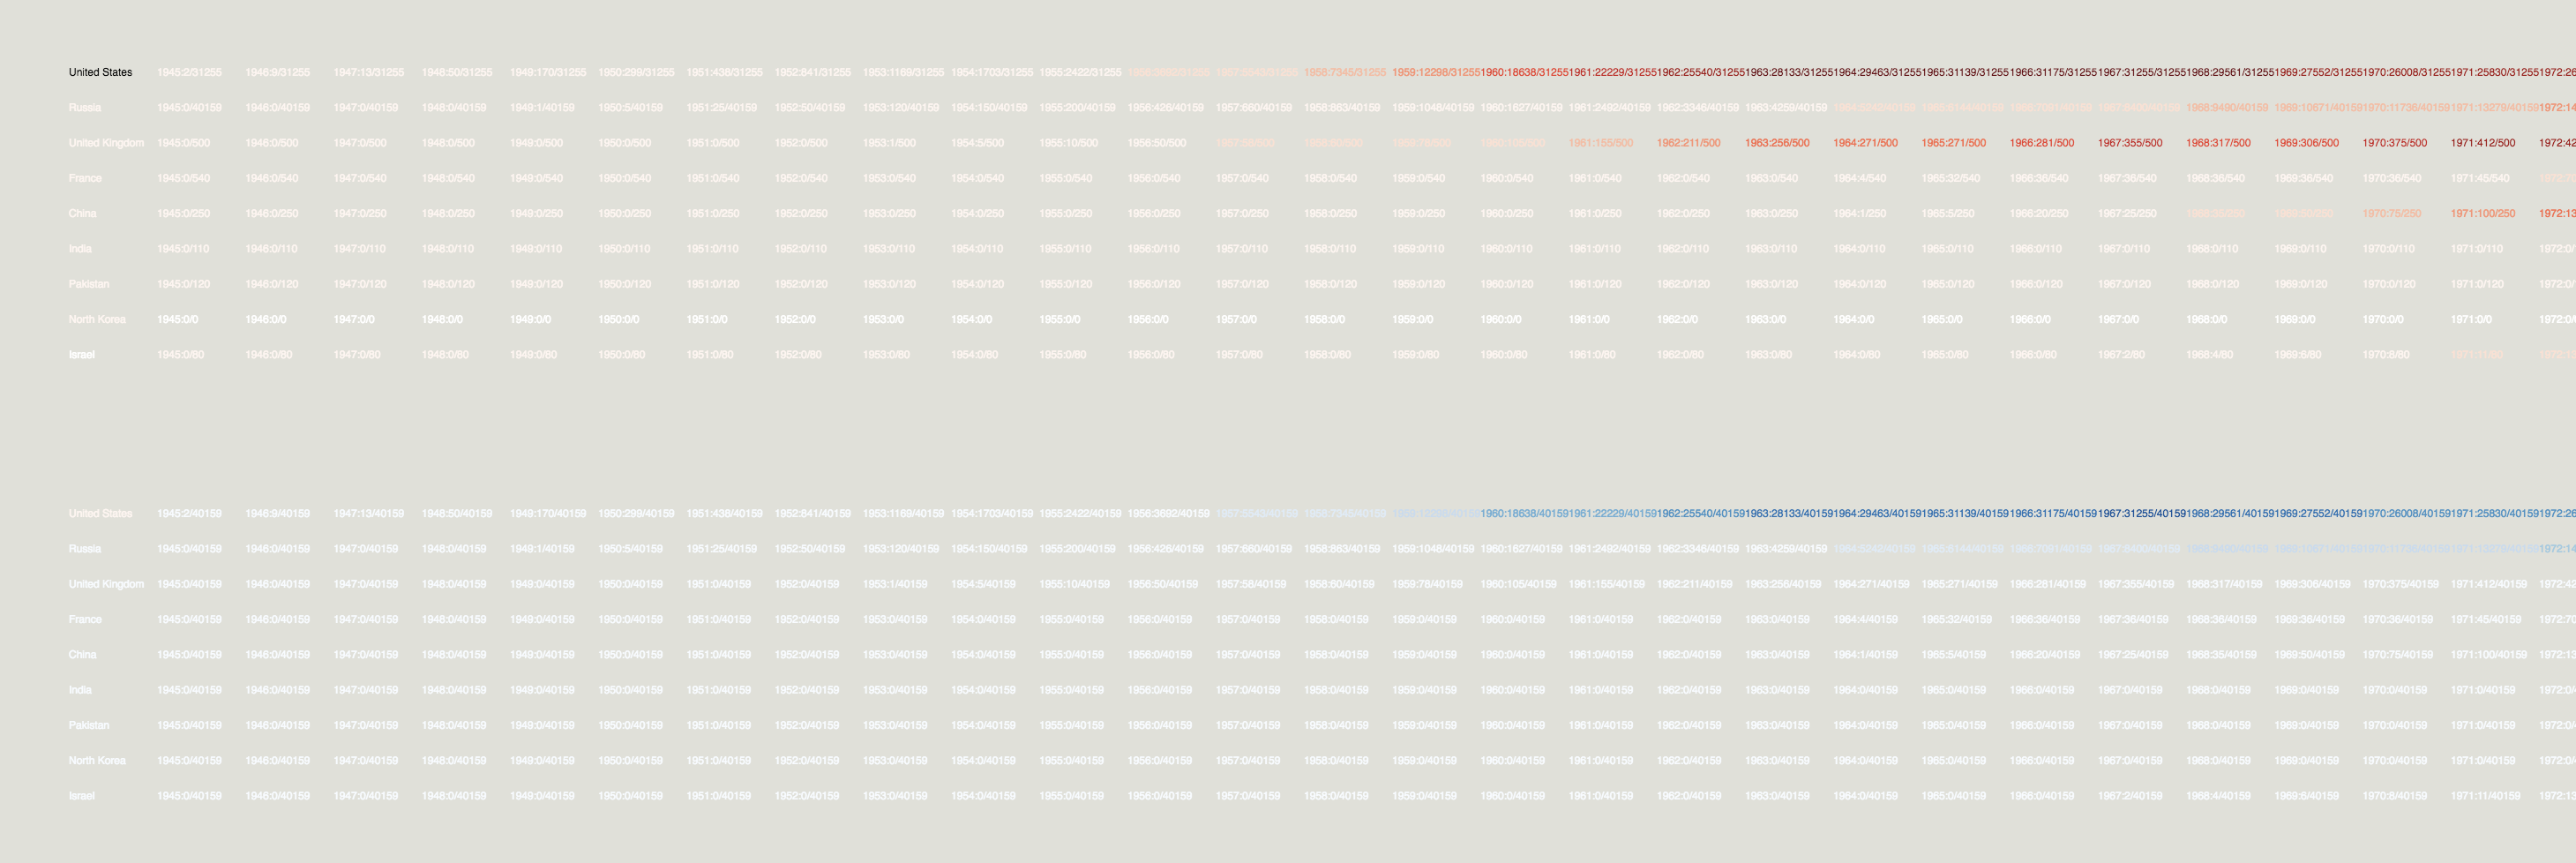 United States 1945:2/31255 1946:9/31255 1947:13/31255 1948:50/31255 1949:170/31255 1950:299/31255 1951:438/31255 1952:841/31255 1953:1169/31255 1954:1703/31255 1955:2422/31255 1956:3692/31255 1957:5543/31255 1958:7345/31255 1959:12298/31255 1960:18638/31255 1961:22229/31255 1962:25540/31255 1963:28133/31255 1964:29463/31255 1965:31139/31255 1966:31175/31255 1967:31255/31255 1968:29561/31255 1969:27552/31255 1970:26008/31255 1971:25830/31255 1972:26
Russia 1945:0/40159 1946:0/40159 1947:0/40159 1948:0/40159 1949:1/40159 1950:5/40159 1951:25/40159 1952:50/40159 1953:120/40159 1954:150/40159 1955:200/40159 1956:426/40159 1957:660/40159 1958:863/40159 1959:1048/40159 1960:1627/40159 1961:2492/40159 1962:3346/40159 1963:4259/40159 1964:5242/40159 1965:6144/40159 1966:7091/40159 1967:8400/40159 1968:9490/40159 1969:10671/40159 1970:11736/40159 1971:13279/40159 1972:14
United Kingdom 1945:0/500 1946:0/500 1947:0/500 1948:0/500 1949:0/500 1950:0/500 1951:0/500 1952:0/500 1953:1/500 1954:5/500 1955:10/500 1956:50/500 1957:58/500 1958:60/500 1959:78/500 1960:105/500 1961:155/500 1962:211/500 1963:256/500 1964:271/500 1965:271/500 1966:281/500 1967:355/500 1968:317/500 1969:306/500 1970:375/500 1971:412/500 1972:42
France 1945:0/540 1946:0/540 1947:0/540 1948:0/540 1949:0/540 1950:0/540 1951:0/540 1952:0/540 1953:0/540 1954:0/540 1955:0/540 1956:0/540 1957:0/540 1958:0/540 1959:0/540 1960:0/540 1961:0/540 1962:0/540 1963:0/540 1964:4/540 1965:32/540 1966:36/540 1967:36/540 1968:36/540 1969:36/540 1970:36/540 1971:45/540 1972:70
China 1945:0/250 1946:0/250 1947:0/250 1948:0/250 1949:0/250 1950:0/250 1951:0/250 1952:0/250 1953:0/250 1954:0/250 1955:0/250 1956:0/250 1957:0/250 1958:0/250 1959:0/250 1960:0/250 1961:0/250 1962:0/250 1963:0/250 1964:1/250 1965:5/250 1966:20/250 1967:25/250 1968:35/250 1969:50/250 1970:75/250 1971:100/250 1972:13
India 1945:0/110 1946:0/110 1947:0/110 1948:0/110 1949:0/110 1950:0/110 1951:0/110 1952:0/110 1953:0/110 1954:0/110 1955:0/110 1956:0/110 1957:0/110 1958:0/110 1959:0/110 1960:0/110 1961:0/110 1962:0/110 1963:0/110 1964:0/110 1965:0/110 1966:0/110 1967:0/110 1968:0/110 1969:0/110 1970:0/110 1971:0/110 1972:0/
Pakistan 1945:0/120 1946:0/120 1947:0/120 1948:0/120 1949:0/120 1950:0/120 1951:0/120 1952:0/120 1953:0/120 1954:0/120 1955:0/120 1956:0/120 1957:0/120 1958:0/120 1959:0/120 1960:0/120 1961:0/120 1962:0/120 1963:0/120 1964:0/120 1965:0/120 1966:0/120 1967:0/120 1968:0/120 1969:0/120 1970:0/120 1971:0/120 1972:0/
North Korea 1945:0/0 1946:0/0 1947:0/0 1948:0/0 1949:0/0 1950:0/0 1951:0/0 1952:0/0 1953:0/0 1954:0/0 1955:0/0 1956:0/0 1957:0/0 1958:0/0 1959:0/0 1960:0/0 1961:0/0 1962:0/0 1963:0/0 1964:0/0 1965:0/0 1966:0/0 1967:0/0 1968:0/0 1969:0/0 1970:0/0 1971:0/0 1972:0/
Israel 1945:0/80 1946:0/80 1947:0/80 1948:0/80 1949:0/80 1950:0/80 1951:0/80 1952:0/80 1953:0/80 1954:0/80 1955:0/80 1956:0/80 1957:0/80 1958:0/80 1959:0/80 1960:0/80 1961:0/80 1962:0/80 1963:0/80 1964:0/80 1965:0/80 1966:0/80 1967:2/80 1968:4/80 1969:6/80 1970:8/80 1971:11/80 1972:13
United States 1945:2/40159 1946:9/40159 1947:13/40159 1948:50/40159 1949:170/40159 1950:299/40159 1951:438/40159 1952:841/40159 1953:1169/40159 1954:1703/40159 1955:2422/40159 1956:3692/40159 1957:5543/40159 1958:7345/40159 1959:12298/40159 1960:18638/40159 1961:22229/40159 1962:25540/40159 1963:28133/40159 1964:29463/40159 1965:31139/40159 1966:31175/40159 1967:31255/40159 1968:29561/40159 1969:27552/40159 1970:26008/40159 1971:25830/40159 1972:26
Russia 1945:0/40159 1946:0/40159 1947:0/40159 1948:0/40159 1949:1/40159 1950:5/40159 1951:25/40159 1952:50/40159 1953:120/40159 1954:150/40159 1955:200/40159 1956:426/40159 1957:660/40159 1958:863/40159 1959:1048/40159 1960:1627/40159 1961:2492/40159 1962:3346/40159 1963:4259/40159 1964:5242/40159 1965:6144/40159 1966:7091/40159 1967:8400/40159 1968:9490/40159 1969:10671/40159 1970:11736/40159 1971:13279/40159 1972:14
United Kingdom 1945:0/40159 1946:0/40159 1947:0/40159 1948:0/40159 1949:0/40159 1950:0/40159 1951:0/40159 1952:0/40159 1953:1/40159 1954:5/40159 1955:10/40159 1956:50/40159 1957:58/40159 1958:60/40159 1959:78/40159 1960:105/40159 1961:155/40159 1962:211/40159 1963:256/40159 1964:271/40159 1965:271/40159 1966:281/40159 1967:355/40159 1968:317/40159 1969:306/40159 1970:375/40159 1971:412/40159 1972:42
France 1945:0/40159 1946:0/40159 1947:0/40159 1948:0/40159 1949:0/40159 1950:0/40159 1951:0/40159 1952:0/40159 1953:0/40159 1954:0/40159 1955:0/40159 1956:0/40159 1957:0/40159 1958:0/40159 1959:0/40159 1960:0/40159 1961:0/40159 1962:0/40159 1963:0/40159 1964:4/40159 1965:32/40159 1966:36/40159 1967:36/40159 1968:36/40159 1969:36/40159 1970:36/40159 1971:45/40159 1972:70
China 1945:0/40159 1946:0/40159 1947:0/40159 1948:0/40159 1949:0/40159 1950:0/40159 1951:0/40159 1952:0/40159 1953:0/40159 1954:0/40159 1955:0/40159 1956:0/40159 1957:0/40159 1958:0/40159 1959:0/40159 1960:0/40159 1961:0/40159 1962:0/40159 1963:0/40159 1964:1/40159 1965:5/40159 1966:20/40159 1967:25/40159 1968:35/40159 1969:50/40159 1970:75/40159 1971:100/40159 1972:13
India 1945:0/40159 1946:0/40159 1947:0/40159 1948:0/40159 1949:0/40159 1950:0/40159 1951:0/40159 1952:0/40159 1953:0/40159 1954:0/40159 1955:0/40159 1956:0/40159 1957:0/40159 1958:0/40159 1959:0/40159 1960:0/40159 1961:0/40159 1962:0/40159 1963:0/40159 1964:0/40159 1965:0/40159 1966:0/40159 1967:0/40159 1968:0/40159 1969:0/40159 1970:0/40159 1971:0/40159 1972:0/
Pakistan 1945:0/40159 1946:0/40159 1947:0/40159 1948:0/40159 1949:0/40159 1950:0/40159 1951:0/40159 1952:0/40159 1953:0/40159 1954:0/40159 1955:0/40159 1956:0/40159 1957:0/40159 1958:0/40159 1959:0/40159 1960:0/40159 1961:0/40159 1962:0/40159 1963:0/40159 1964:0/40159 1965:0/40159 1966:0/40159 1967:0/40159 1968:0/40159 1969:0/40159 1970:0/40159 1971:0/40159 1972:0/
North Korea 1945:0/40159 1946:0/40159 1947:0/40159 1948:0/40159 1949:0/40159 1950:0/40159 1951:0/40159 1952:0/40159 1953:0/40159 1954:0/40159 1955:0/40159 1956:0/40159 1957:0/40159 1958:0/40159 1959:0/40159 1960:0/40159 1961:0/40159 1962:0/40159 1963:0/40159 1964:0/40159 1965:0/40159 1966:0/40159 1967:0/40159 1968:0/40159 1969:0/40159 1970:0/40159 1971:0/40159 1972:0/
Israel 1945:0/40159 1946:0/40159 1947:0/40159 1948:0/40159 1949:0/40159 1950:0/40159 1951:0/40159 1952:0/40159 1953:0/40159 1954:0/40159 1955:0/40159 1956:0/40159 1957:0/40159 1958:0/40159 1959:0/40159 1960:0/40159 1961:0/40159 1962:0/40159 1963:0/40159 1964:0/40159 1965:0/40159 1966:0/40159 1967:2/40159 1968:4/40159 1969:6/40159 1970:8/40159 1971:11/40159 1972:13